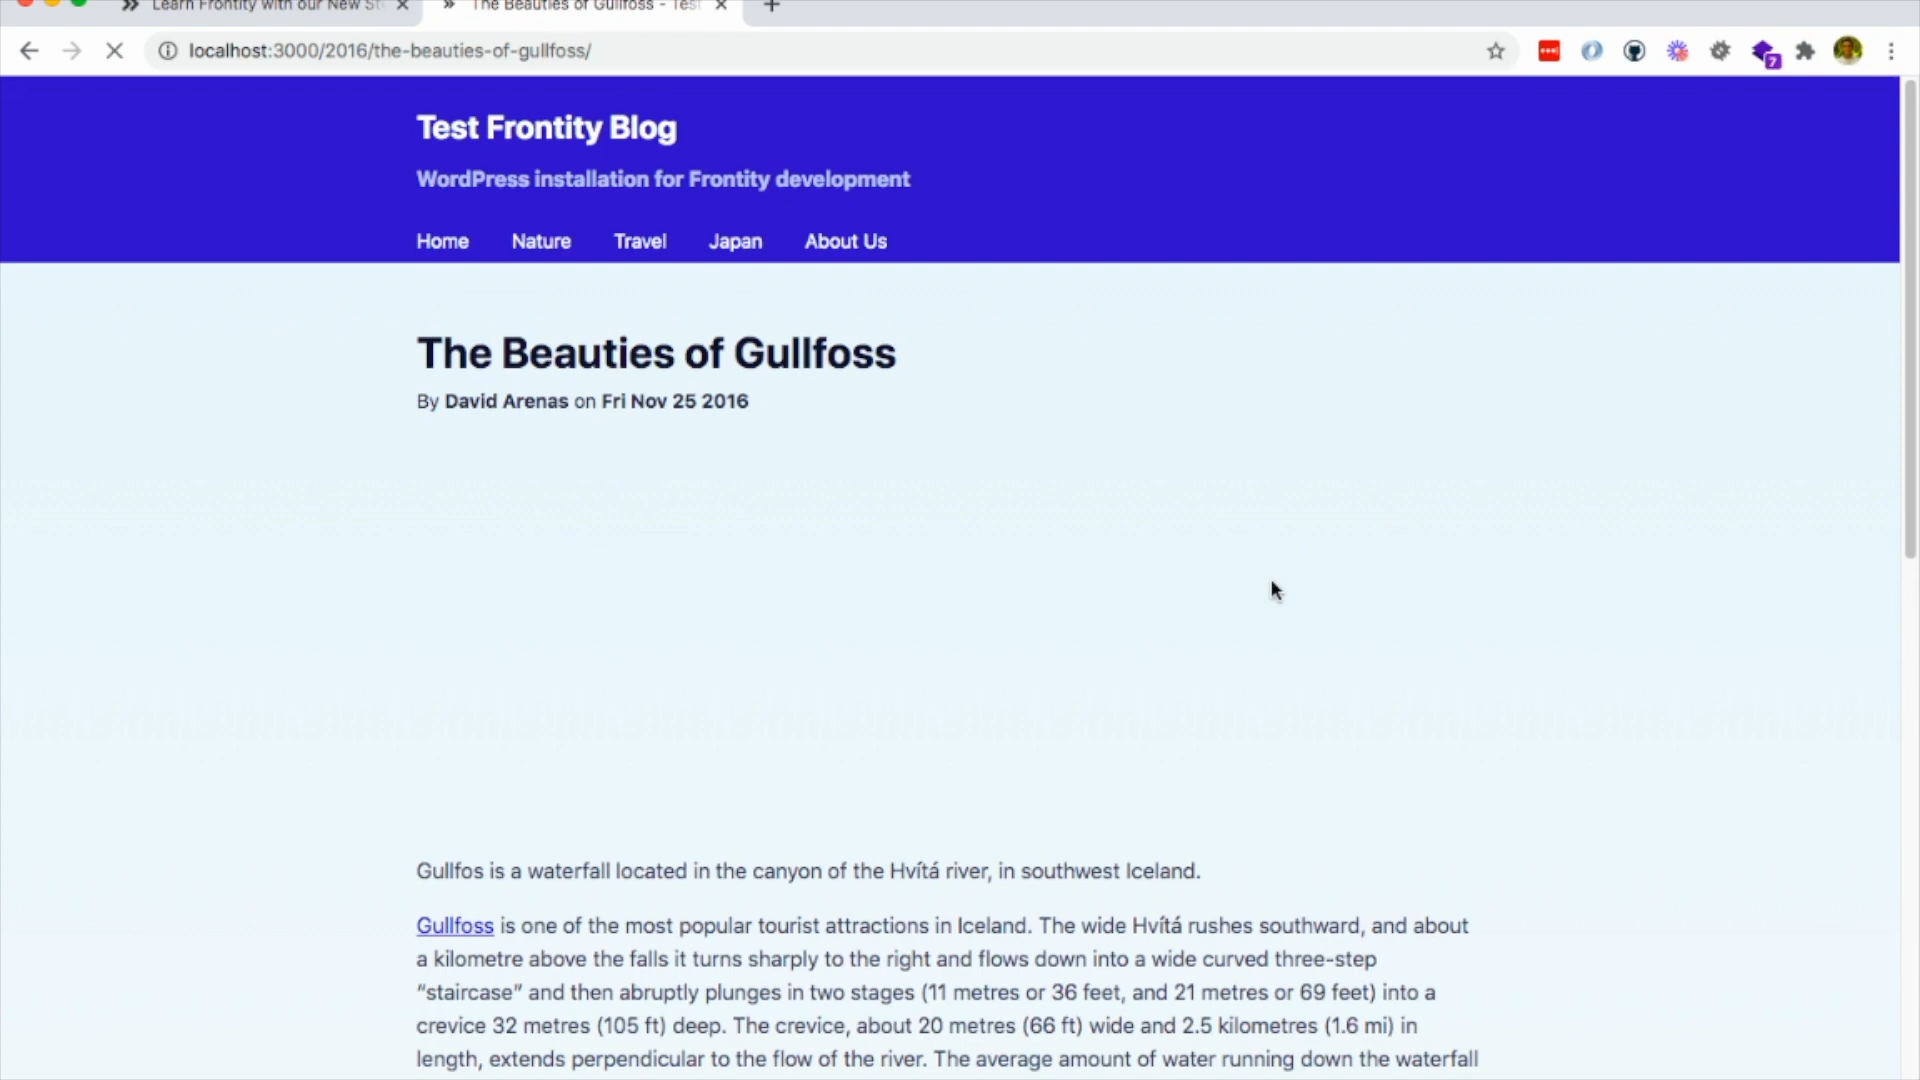 Learn Frontity with our New St
The Beauties of Gullfoss - Test
localhost:3000/2016/the-beauties-of-gullfoss/
7
Test Frontity Blog
WordPress installation for Frontity development
Home Nature Travel Japan About Us
The Beauties of Gullfoss
By David Arenas on Fri Nov 25 2016
Gullfos is a waterfall located in the canyon of the Hvítá river, in southwest Iceland.
Gullfoss is one of the most popular tourist attractions in Iceland. The wide Hvítá rushes southward, and about
a kilometre above the falls it turns sharply to the right and flows down into a wide curved three-step
“staircase” and then abruptly plunges in two stages (11 metres or 36 feet, and 21 metres or 69 feet) into a
crevice 32 metres (105 ft) deep. The crevice, about 20 metres (66 ft) wide and 2.5 kilometres (1.6 mi) in
length, extends perpendicular to the flow of the river. The average amount of water running down the waterfall